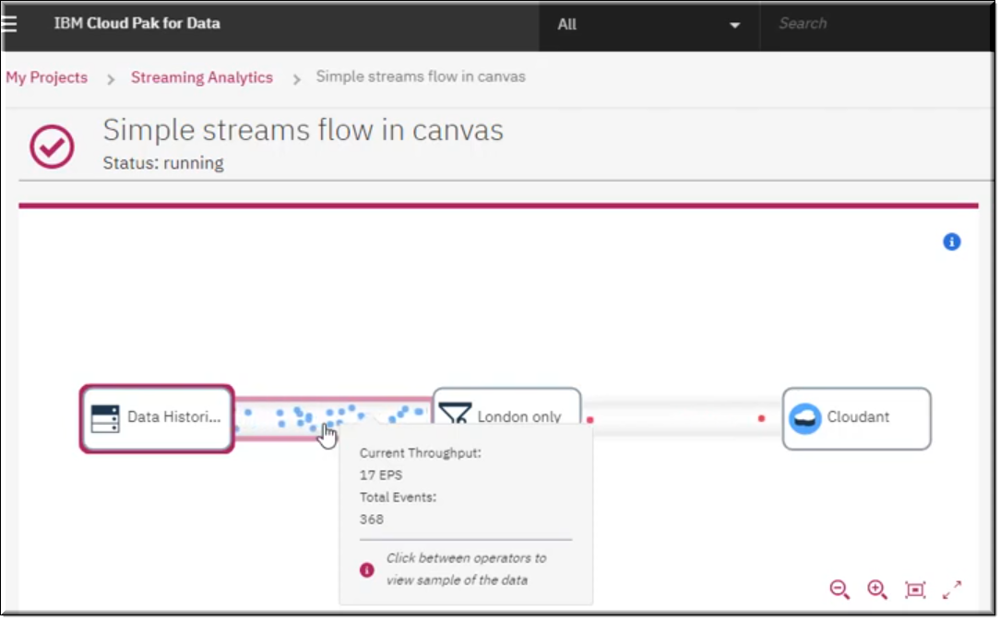 IBM Cloud Pak for Data
All
Search
My Projects > Streaming Analytics > Simple streams flow in canvas
Simple streams flow in canvas
Status: running
Data Histori...
London only
Cloudant
Current Throughput:
17 EPS
Total Events:
368
Click between operators to
view sample of the data